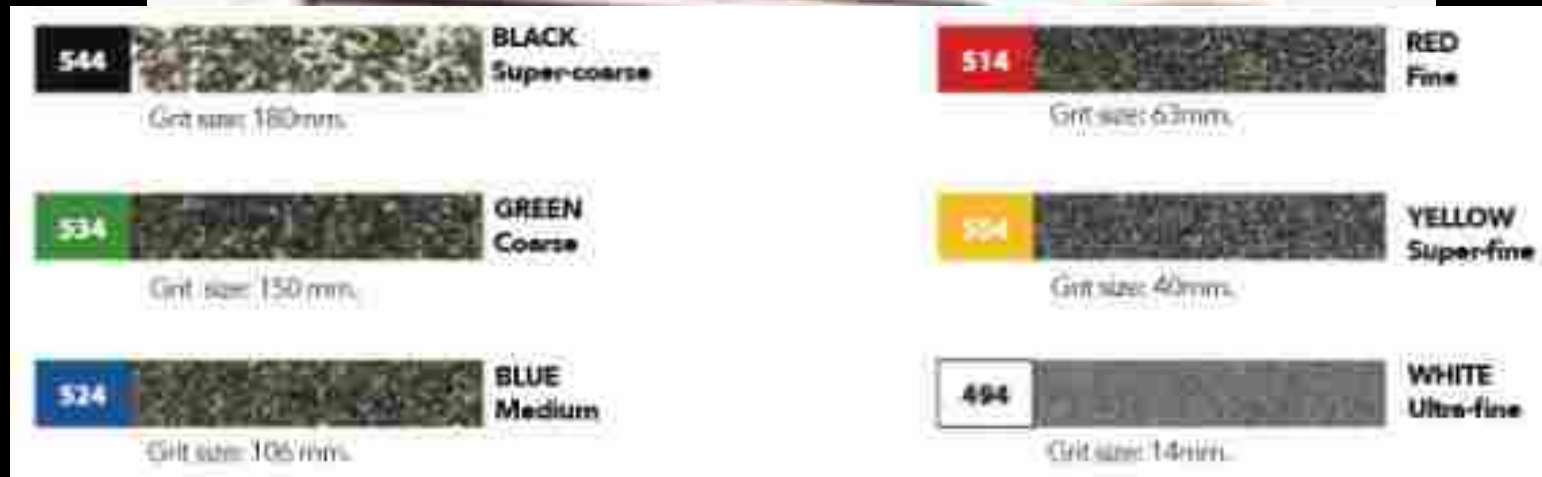 544
BLACK
Super-coarse
Grit size: 180mm.
534
GREEN
Coarse
Grit size: 150 mm.
524
BLUE
Medium
Grit size: 106 mm.
514
RED
Fine
Grit size: 63mm.
504
YELLOW
Super-fine
Grit size: 40mm.
494
WHITE
Ultra-fine
Grit size: 14mm.